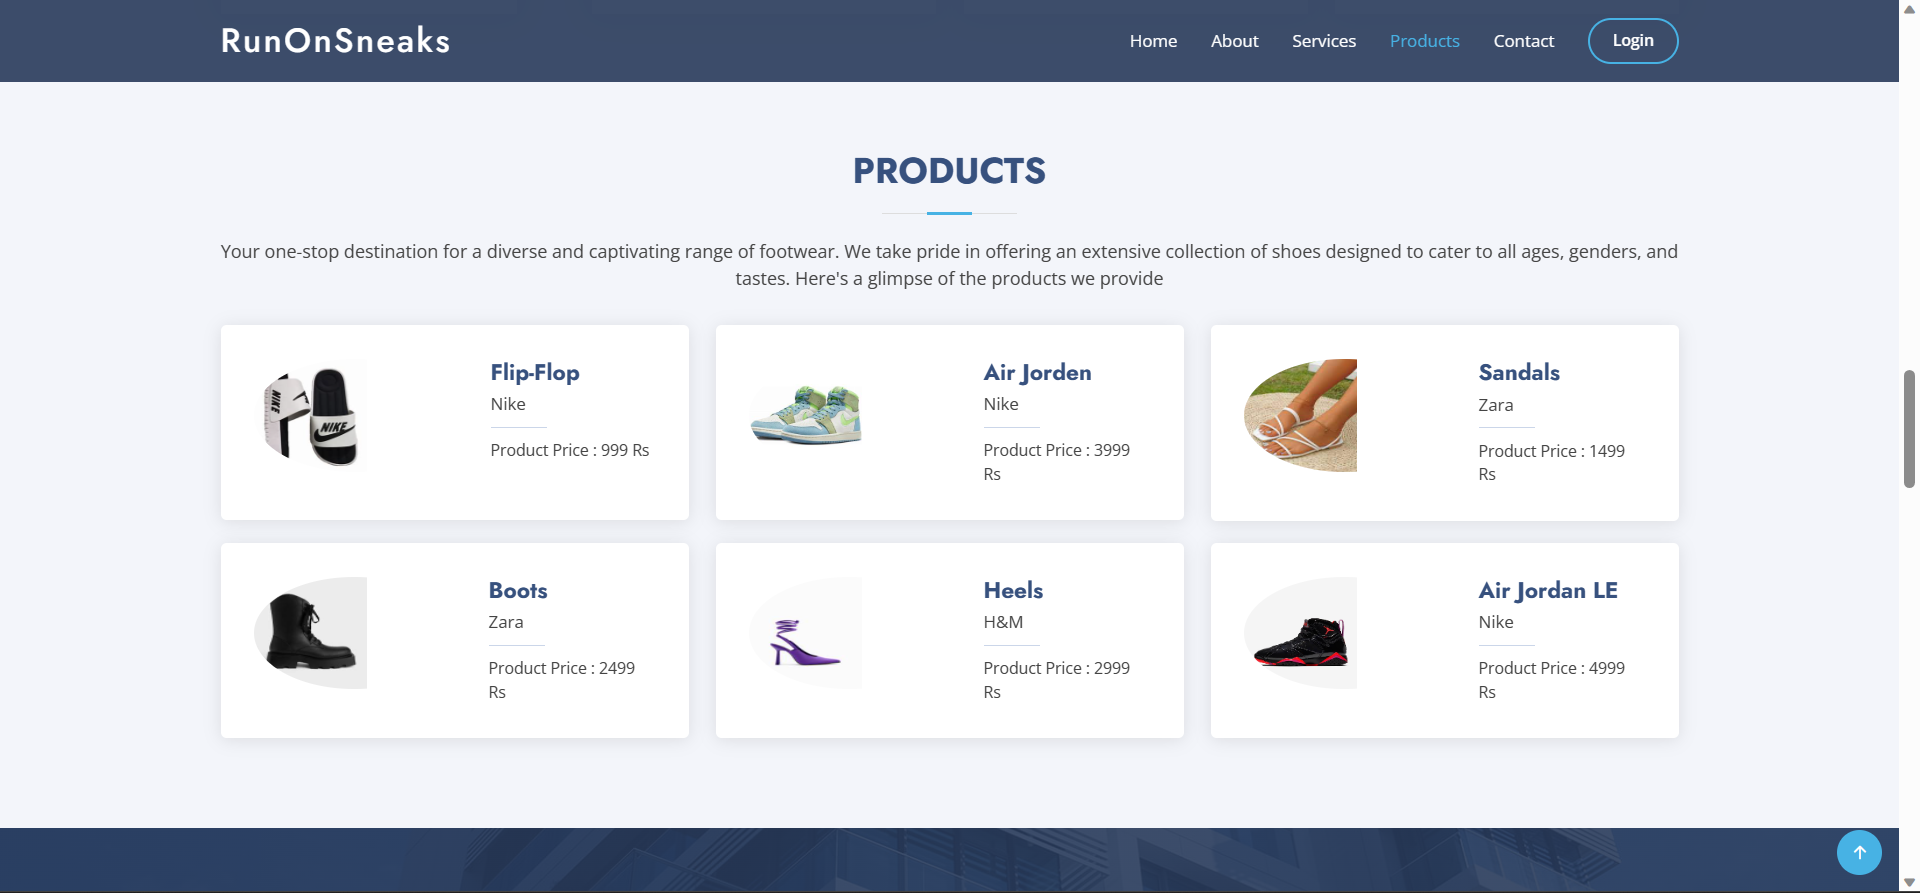 RunOnSneaks
Home About Services Products Contact Login
PRODUCTS
Your one-stop destination for a diverse and captivating range of footwear. We take pride in offering an extensive collection of shoes designed to cater to all ages, genders, and
tastes. Here's a glimpse of the products we provide
NIKE
NIKE
Flip-Flop
Nike
Product Price : 999 Rs
Air Jorden
Nike
Product Price : 3999
Rs
Sandals
Zara
Product Price : 1499
Rs
Boots
Zara
Product Price : 2499
Rs
Heels
H&M
Product Price : 2999
Rs
Air Jordan LE
Nike
Product Price : 4999
Rs